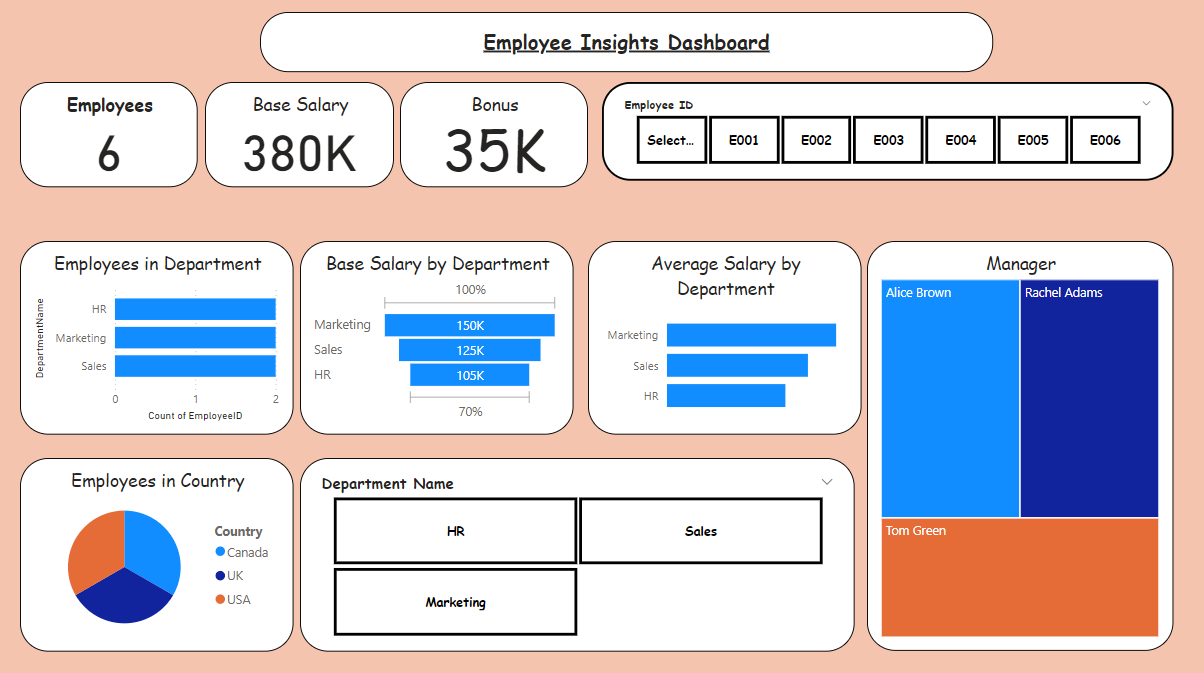 Employee Insights Dashboard
Employees
6
Base Salary
380K
Bonus
35K
Employee ID
Select...
E001
E002
E003
E004
E005
E006
Employees in Department
DepartmentName
HR
Marketing
Sales
0
1
2
Count of EmployeeID
Base Salary by Department
100%
Marketing
150K
Sales
125K
HR
105K
70%
Average Salary by
Department
Marketing
Sales
HR
Manager
Alice Brown
Rachel Adams
Tom Green
Employees in Country
Country
Canada
UK
USA
Department Name
HR
Sales
Marketing